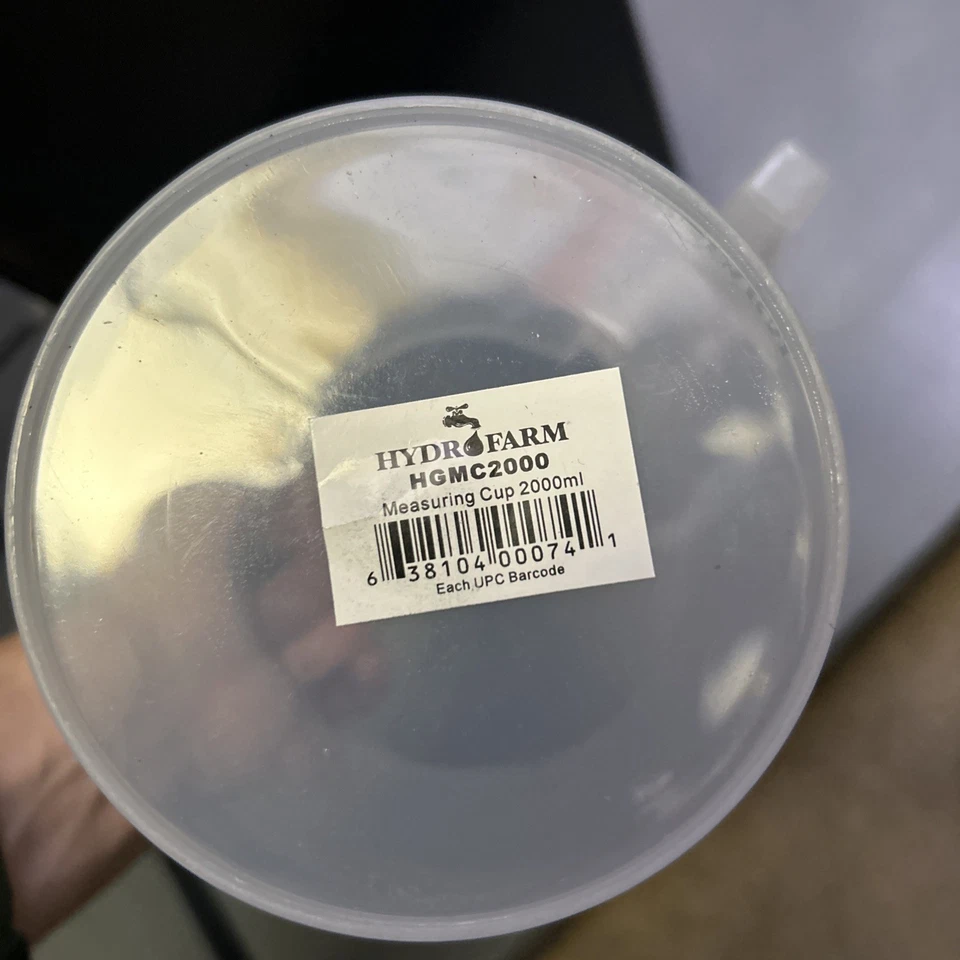 HYDROFARM
HGMC2000
Measuring Cup 2000ml
6 38104 00074 1
Each UPC Barcode